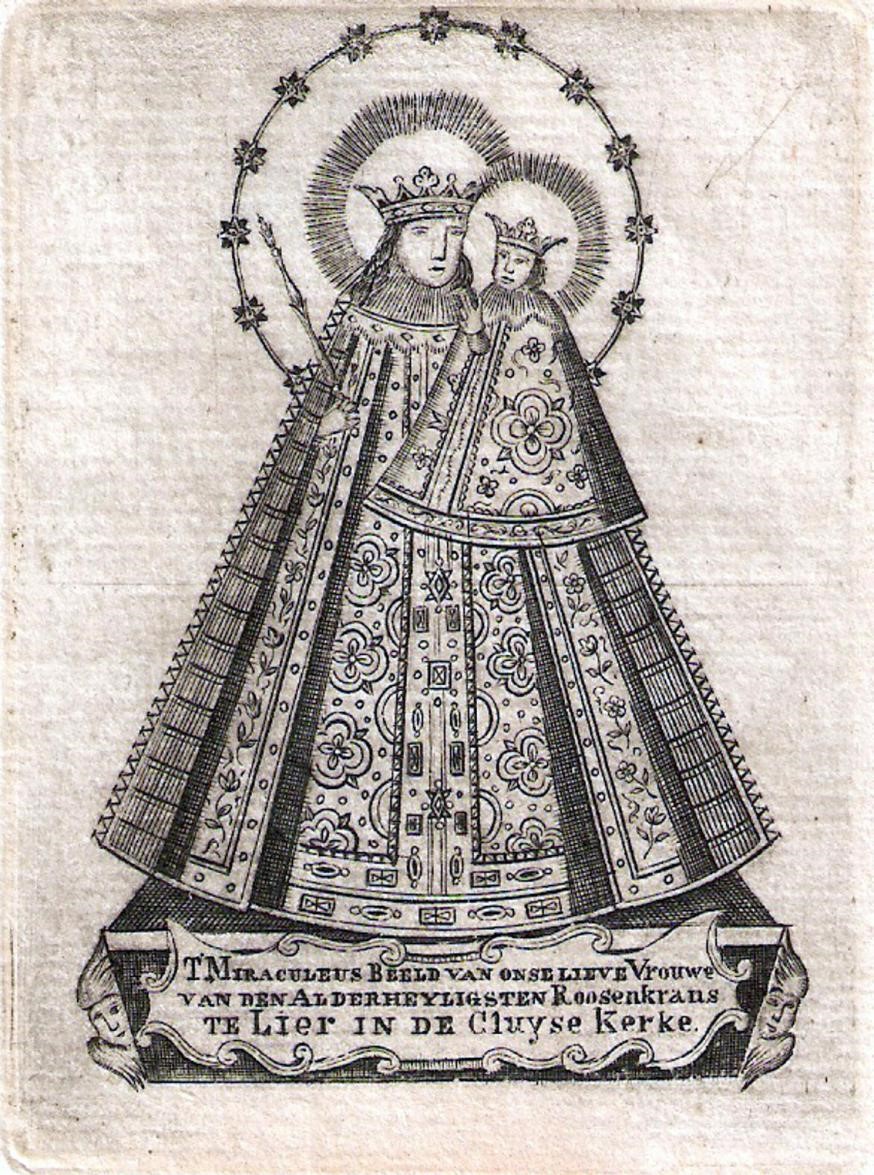 T'MIRACULEUS BEELD VAN ONSE LIEVE Vrouwe
VAN DEN ALDERHEYLIGSTEN Roosenkrans
TE Lier IN DE Cluyse Kerke.